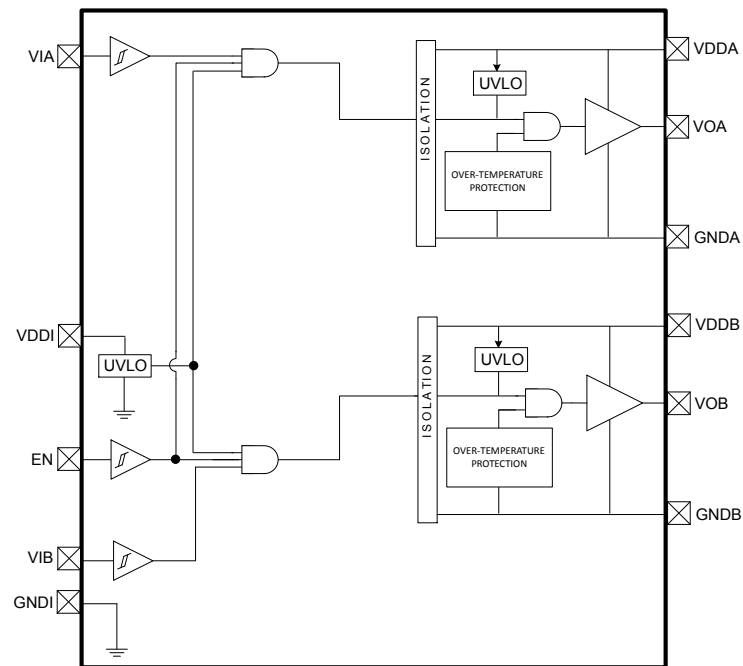 VIA
VDDI
UVLO
EN
VIB
GNDI
ISOLATION
UVLO
OVER-TEMPERATURE
PROTECTION
VDDA
VOA
GNDA
ISOLATION
UVLO
OVER-TEMPERATURE
PROTECTION
VDDB
VOB
GNDB